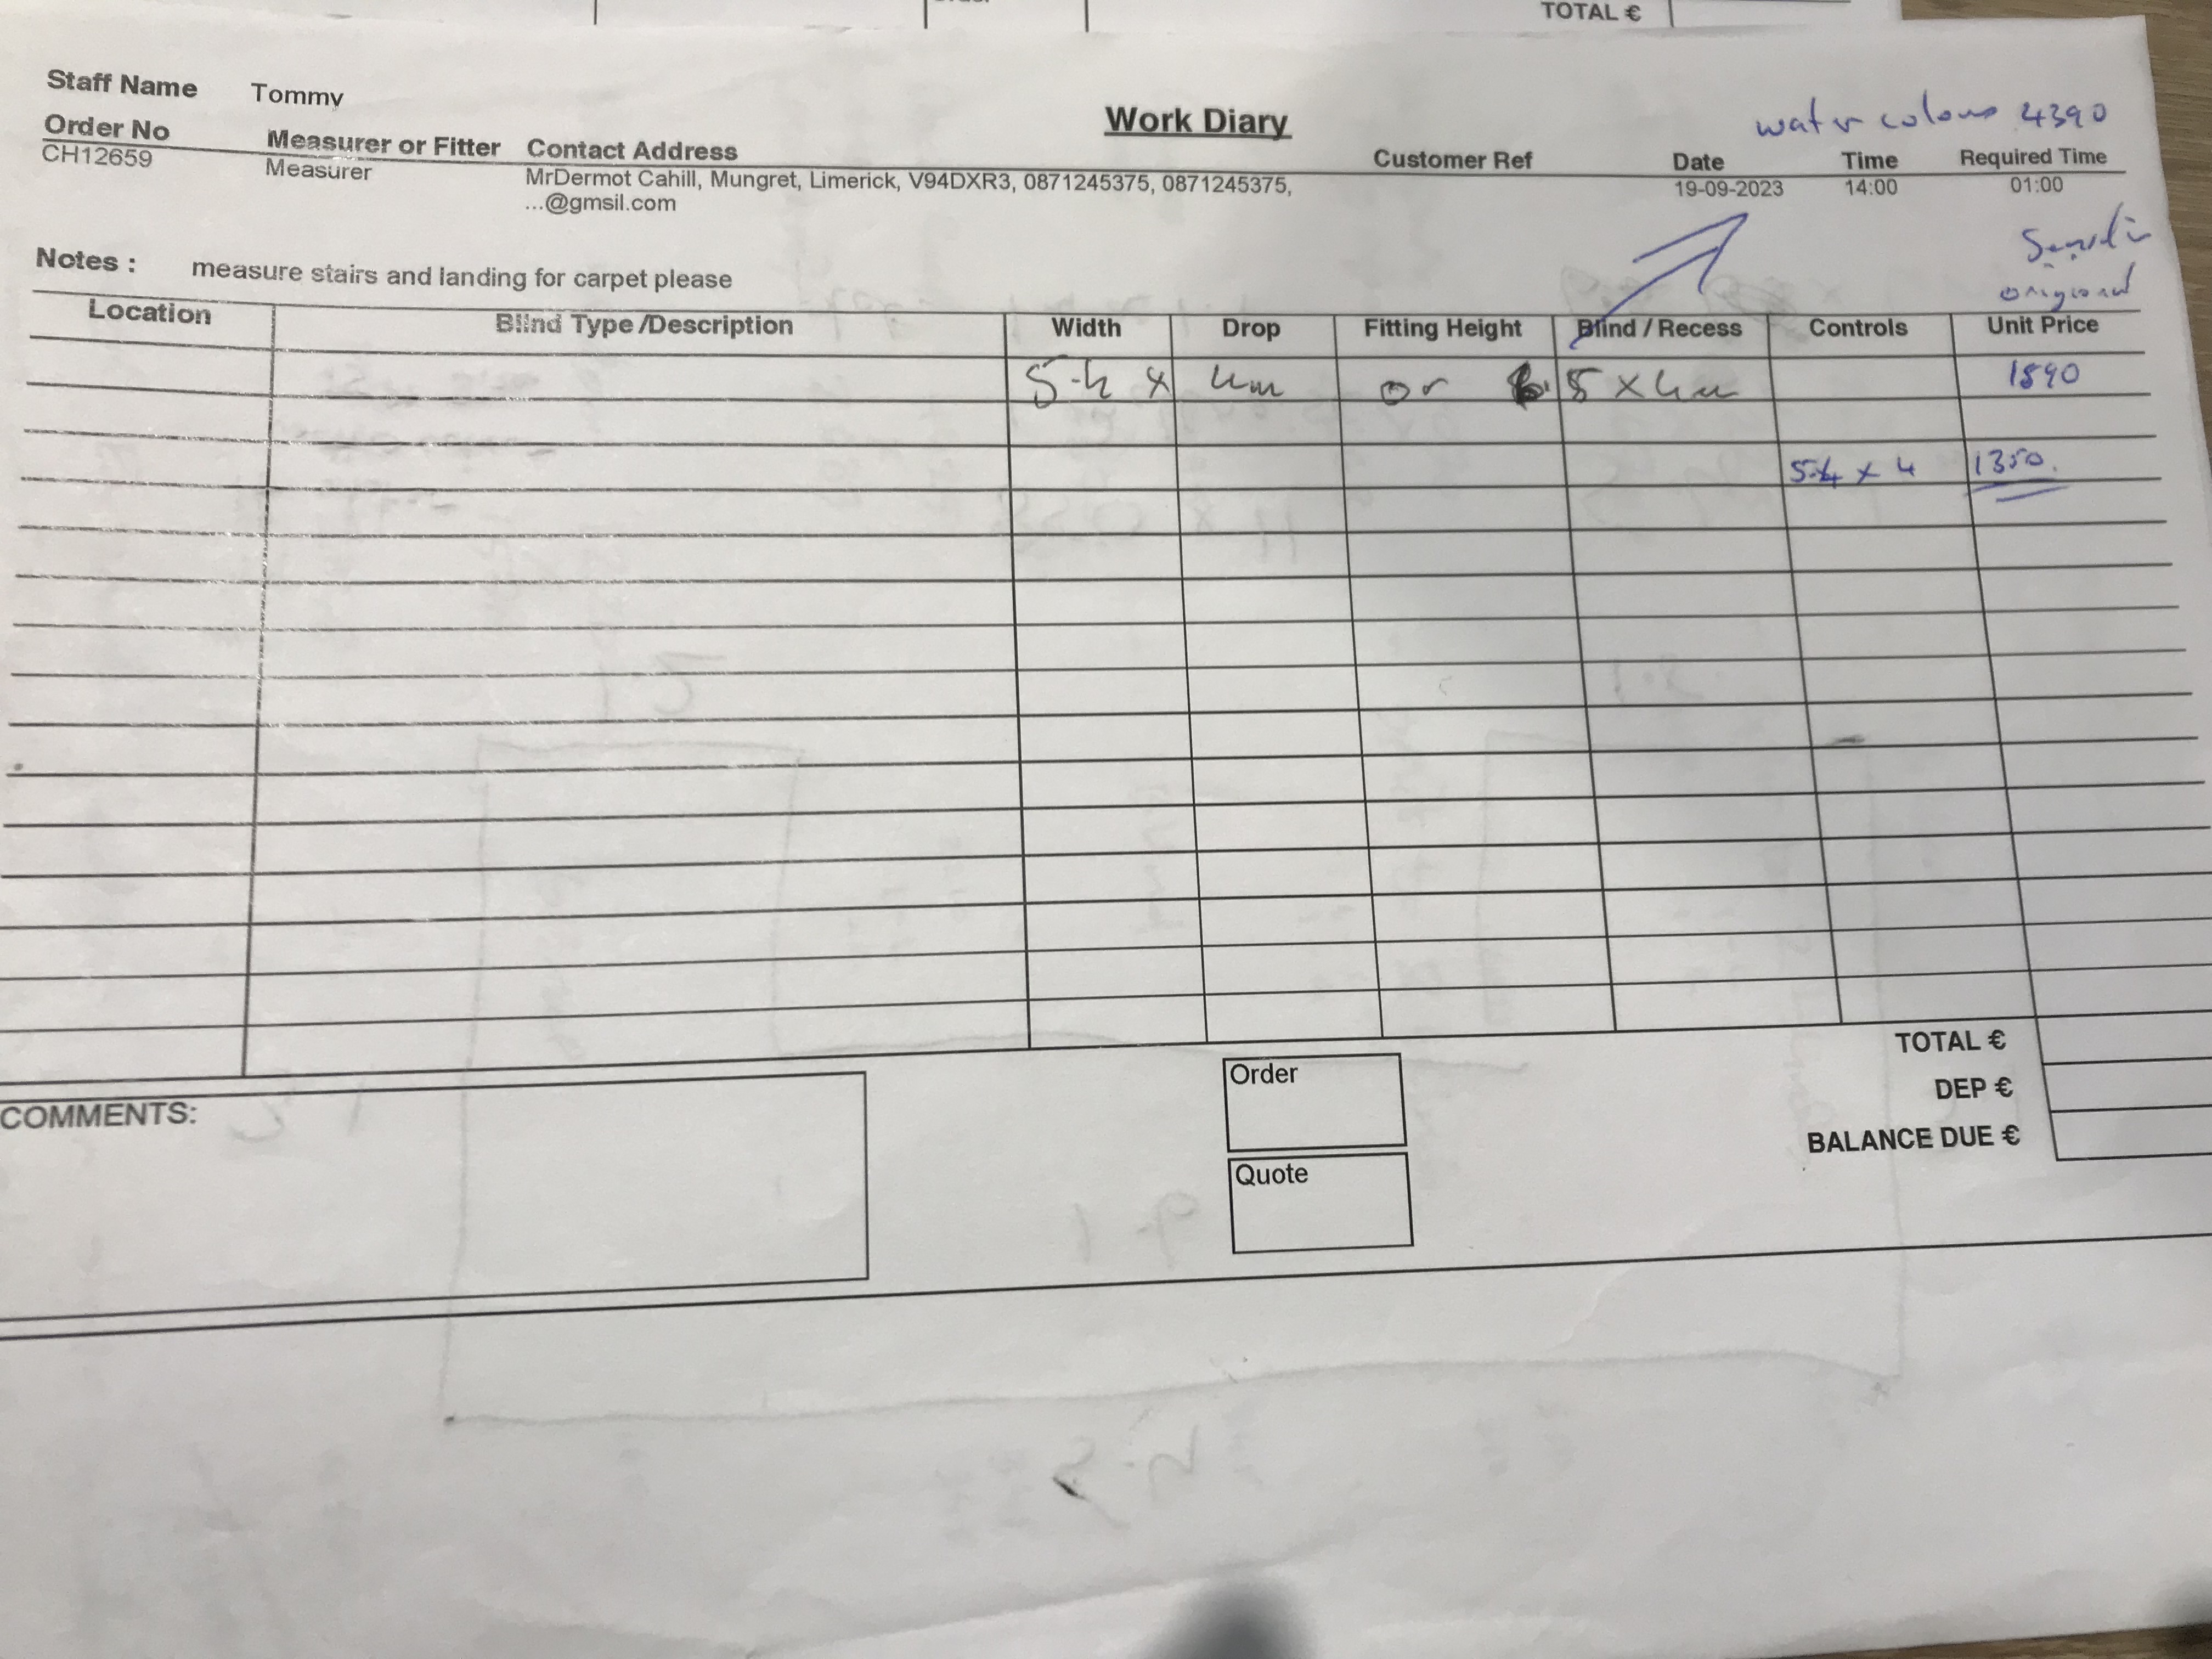 TOTAL €
Staff Name Tommy
Work Diary
water colours 4390
Order No Measurer or Fitter Contact Address Customer Ref Date Time Required Time
CH12659 Measurer MrDermot Cahill, Mungret, Limerick, V94DXR3, 0871245375, 0871245375, 19-09-2023 14:00 01:00
...@gmsil.com
Notes : measure stairs and landing for carpet please
original
Location Blind Type /Description Width Drop Fitting Height Blind / Recess Controls Unit Price
4m or 5 x 4m 1890
5.4 x 4 1350.
TOTAL €
DEP €
BALANCE DUE €
COMMENTS:
Order
Quote